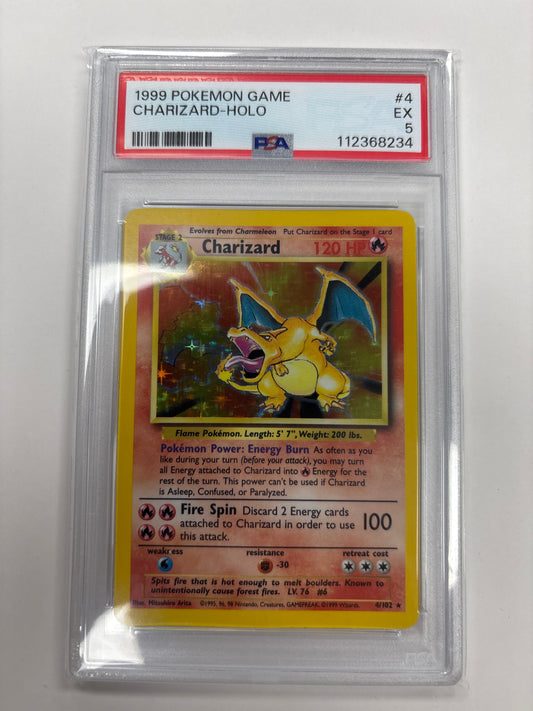 1999 POKEMON GAME #4
CHARIZARD-HOLO EX
5
PSA 112368234
Evolves from Charmeleon Put Charizard on the Stage 1 card
STAGE 2 Charizard 120 HP
Flame Pokémon. Length: 5' 7", Weight: 200 lbs.
Pokémon Power: Energy Burn As often as you
like during your turn (before your attack), you may turn
all Energy attached to Charizard into Energy for the
rest of the turn. This power can't be used if Charizard
is Asleep, Confused, or Paralyzed.
Fire Spin Discard 2 Energy cards
attached to Charizard in order to use 100
this attack.
weakness resistance retreat cost
-30
Spits fire that is hot enough to melt boulders. Known to
unintentionally cause forest fires. LV. 76 #6
Illus. Mitsuhiro Arita ©1995, 96, 98 Nintendo, Creatures, GAMEFREAK. ©1999 Wizards. 4/102 ★